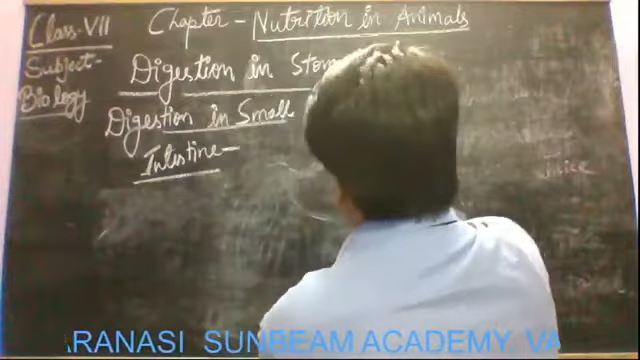 Class-VII
Subject-
Biology
Chapter - Nutrition in Animals
Digestion in
Digestion in Small
Intestine-
Juice
RANASI SUNBEAM ACADEMY VA